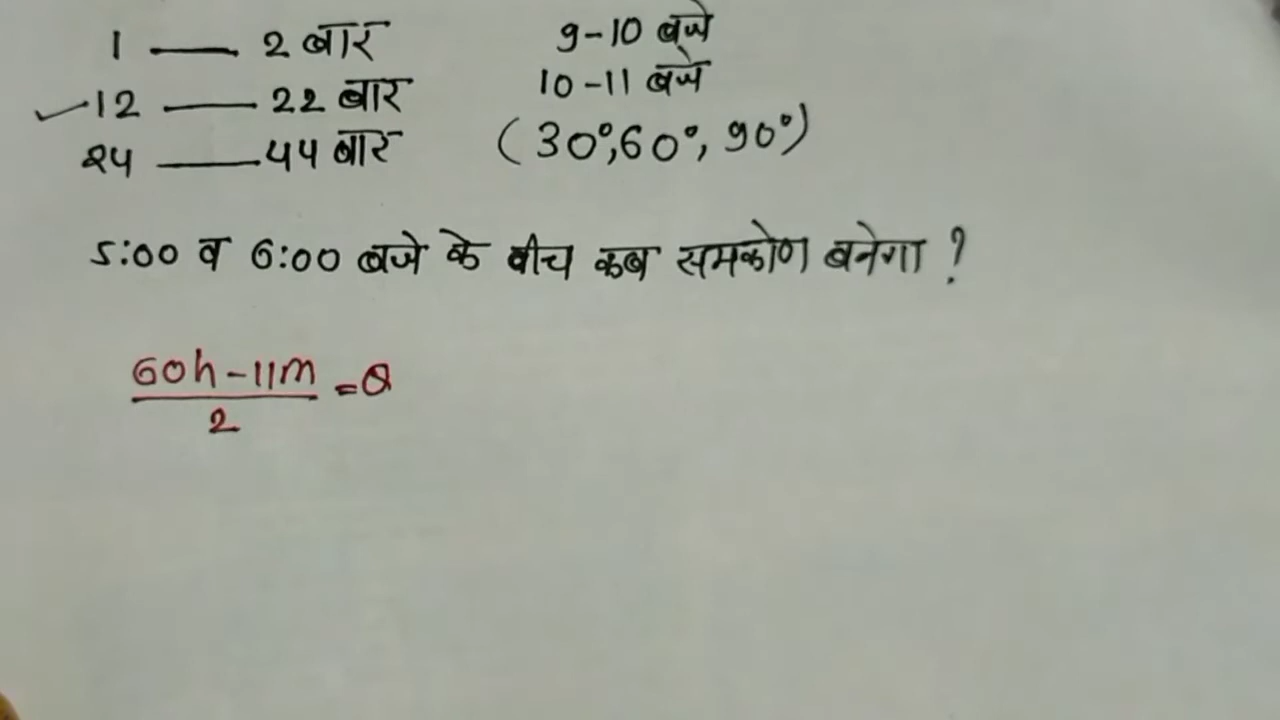 1 — 2 बार
✓12 — 22 बार
24 — 44 बार
9-10 बजे
10-11 बजे
(30°,60°, 90°)
5:00 व 6:00 बजे के बीच कब समकोण बनेगा ?
60h-11m
2
=θ